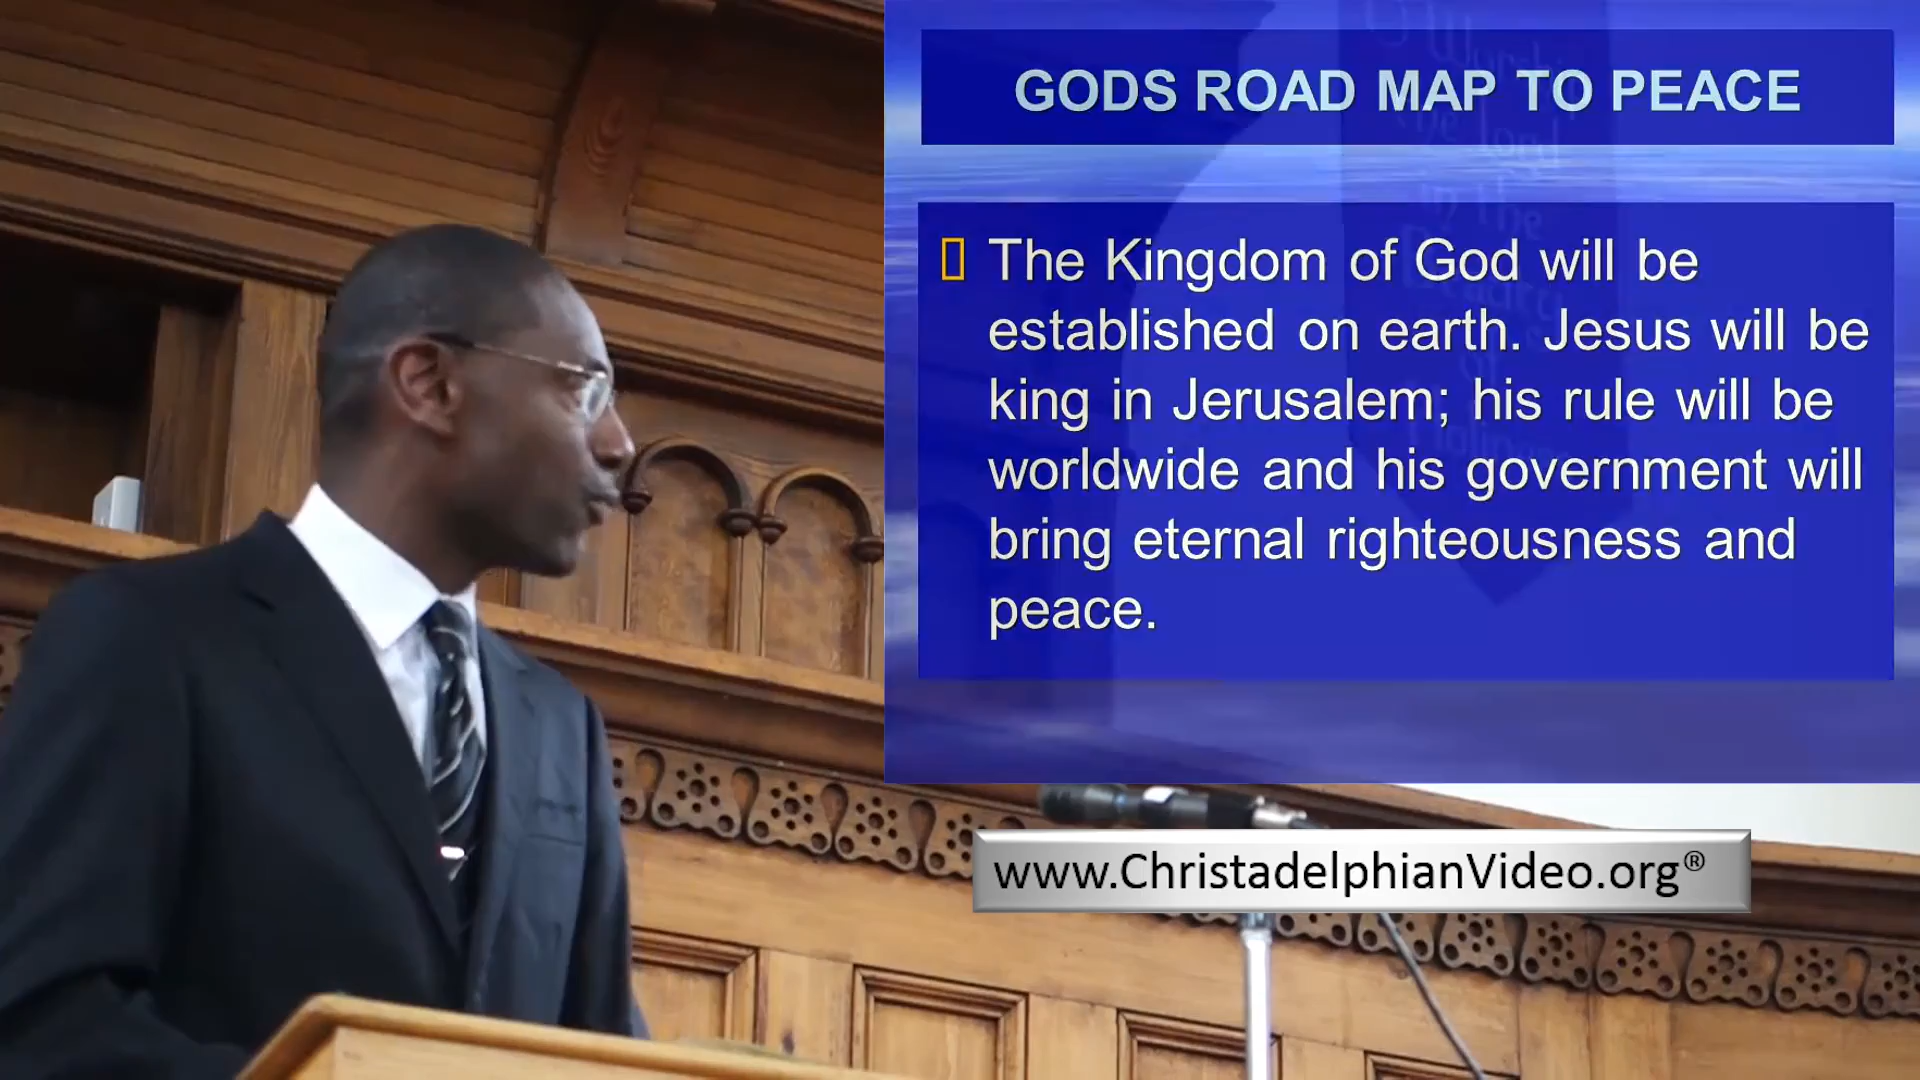 GODS ROAD MAP TO PEACE
The Kingdom of God will be
established on earth. Jesus will be
king in Jerusalem; his rule will be
worldwide and his government will
bring eternal righteousness and
peace.
www.ChristadelphianVideo.org®